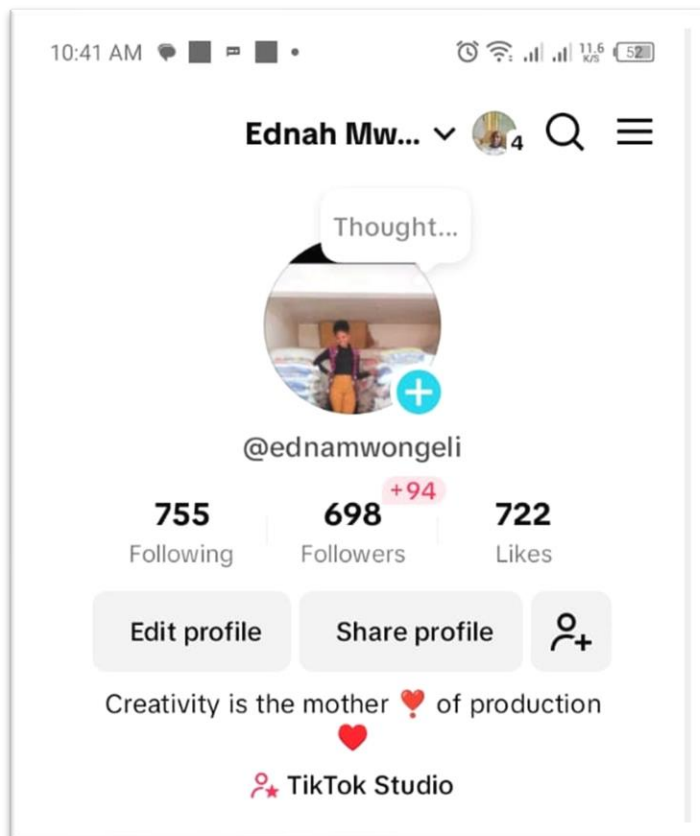 10:41 AM 11.6 K/S 52
Ednah Mw... 4
Thought...
@ednamwongeli
+94
755 698 722
Following Followers Likes
Edit profile Share profile
Creativity is the mother ❣️ of production
❤️
TikTok Studio